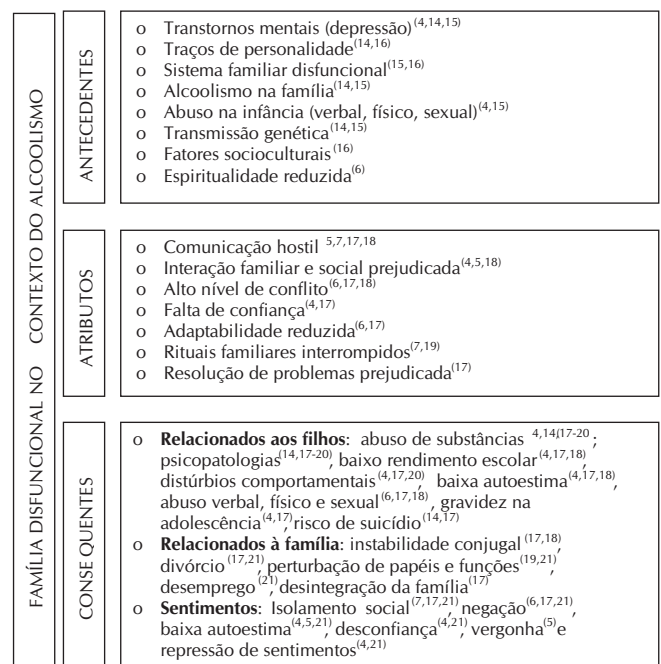 FAMÍLIA DISFUNCIONAL NO CONTEXTO DO ALCOOLISMO
ANTECEDENTES
o Transtornos mentais (depressão)(4,14,15)
o Traços de personalidade(14,16)
o Sistema familiar disfuncional(15,16)
o Alcoolismo na família(14,15)
o Abuso na infância (verbal, físico, sexual)(4,15)
o Transmissão genética(14,15)
o Fatores socioculturais(16)
o Espiritualidade reduzida(6)
ATRIBUTOS
o Comunicação hostil 5,7,17,18
o Interação familiar e social prejudicada(4,5,18)
o Alto nível de conflito(6,17,18)
o Falta de confiança(4,17)
o Adaptabilidade reduzida(6,17)
o Rituais familiares interrompidos(7,19)
o Resolução de problemas prejudicada(17)
CONSE QUENTES
o Relacionados aos filhos: abuso de substâncias 4,14,(17-20 ;
psicopatologias(14,17-20), baixo rendimento escolar(4,17,18),
distúrbios comportamentais(4,17,20), baixa autoestima(4,17,18),
abuso verbal, físico e sexual(6,17,18), gravidez na
adolescência(4,17), risco de suicídio(14,17)
o Relacionados à família: instabilidade conjugal(17,18),
divórcio(17,21), perturbação de papéis e funções(19,21),
desemprego(21), desintegração da família(17)
o Sentimentos: Isolamento social(7,17,21), negação(6,17,21),
baixa autoestima(4,5,21), desconfiança(4,21), vergonha(5)e
repressão de sentimentos(4,21)